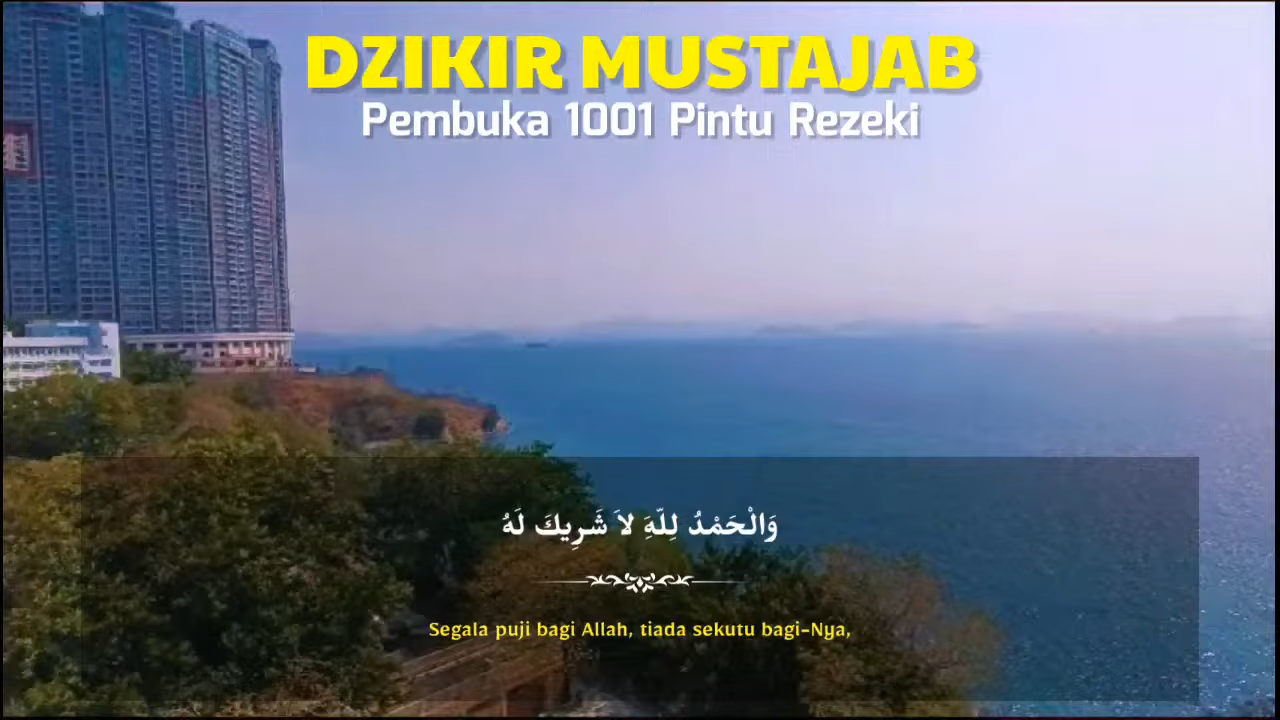 DZIKIR MUSTAJAB
Pembuka 1001 Pintu Rezeki
وَالْحَمْدُ لِلّهَِ لاَ شَرِيكَ لَهُ
Segala puji bagi Allah, tiada sekutu bagi-Nya,